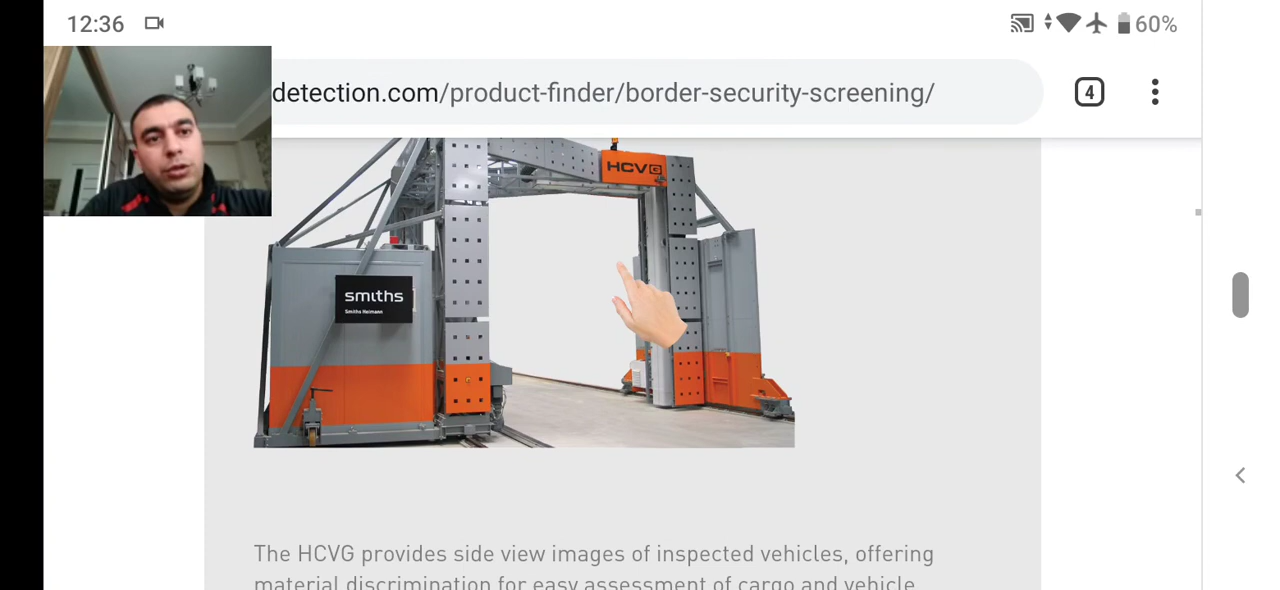 12:36
60%
detection.com/product-finder/border-security-screening/
4
HCVG
smiths
Smiths Heimann
The HCVG provides side view images of inspected vehicles, offering
material discrimination for easy assessment of cargo and vehicle